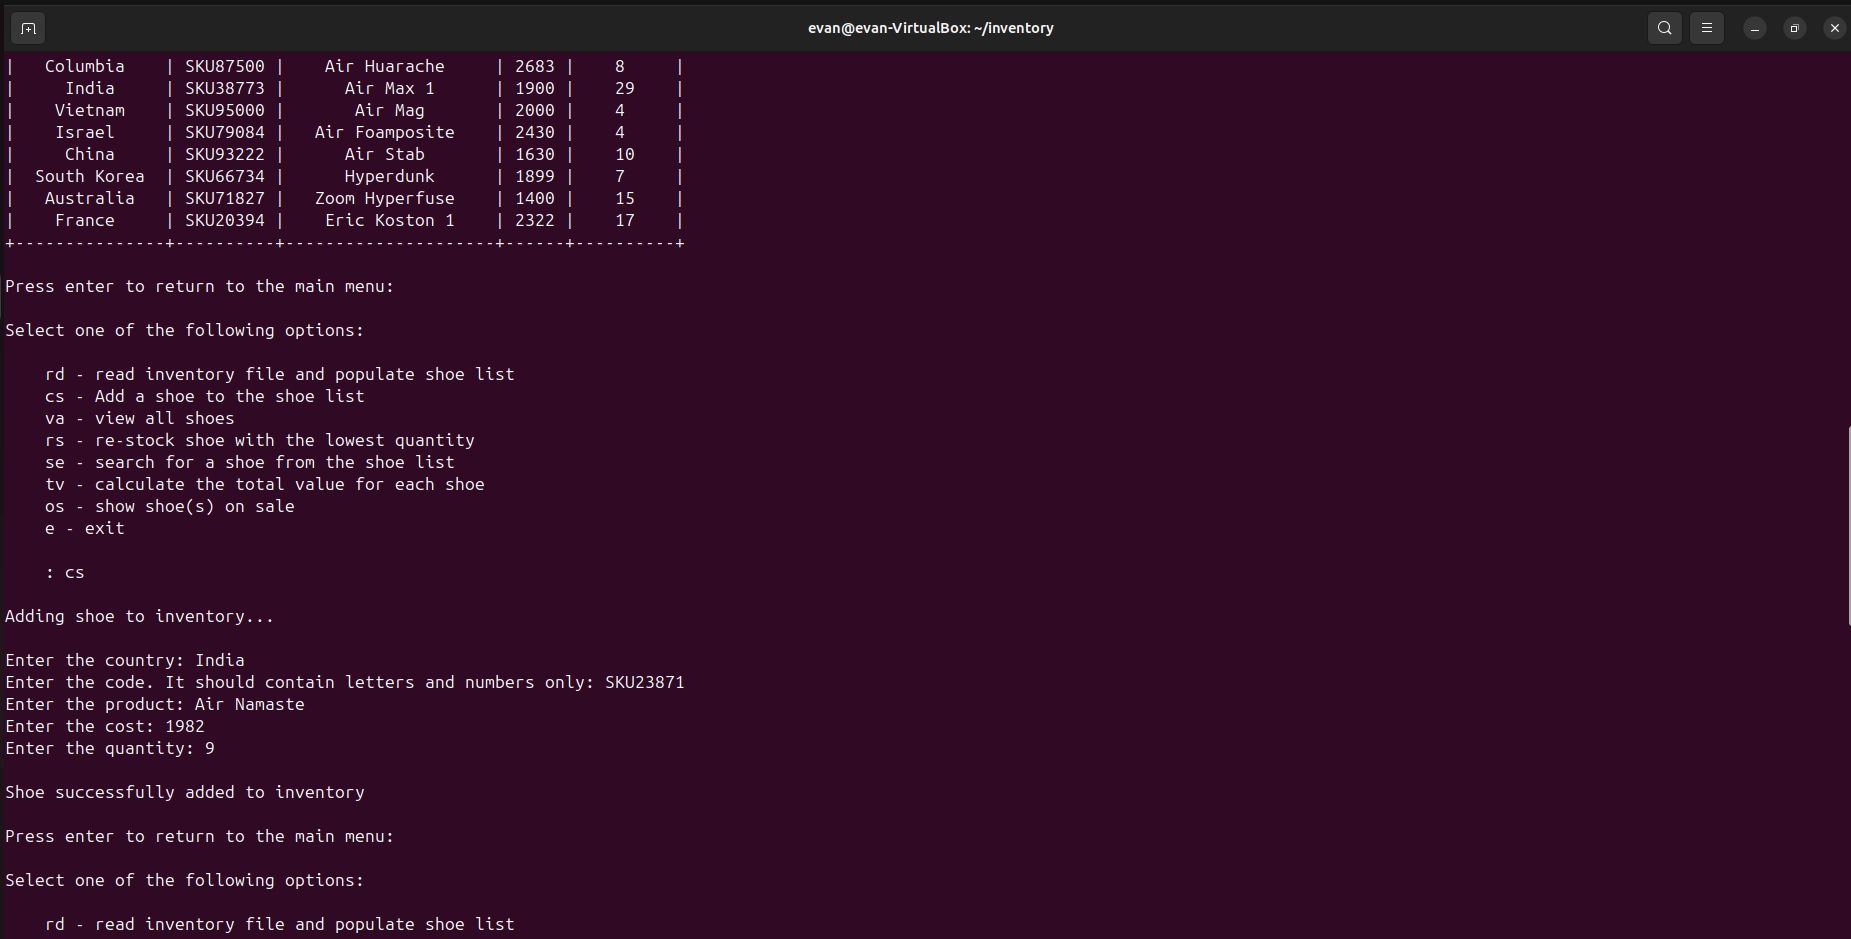 evan@evan-VirtualBox: ~/inventory
|   Columbia    | SKU87500 |    Air Huarache     | 2683 |    8     |
|     India     | SKU38773 |      Air Max 1      | 1900 |    29    |
|    Vietnam    | SKU95000 |       Air Mag       | 2000 |    4     |
|    Israel     | SKU79084 |   Air Foamposite    | 2430 |    4     |
|     China     | SKU93222 |      Air Stab       | 1630 |    10    |
|  South Korea  | SKU66734 |      Hyperdunk      | 1899 |    7     |
|   Australia   | SKU71827 |   Zoom Hyperfuse    | 1400 |    15    |
|    France     | SKU20394 |    Eric Koston 1    | 2322 |    17    |
+---------------+----------+---------------------+------+----------+
Press enter to return to the main menu:
Select one of the following options:
rd - read inventory file and populate shoe list
cs - Add a shoe to the shoe list
va - view all shoes
rs - re-stock shoe with the lowest quantity
se - search for a shoe from the shoe list
tv - calculate the total value for each shoe
os - show shoe(s) on sale
e - exit
: cs
Adding shoe to inventory...
Enter the country: India
Enter the code. It should contain letters and numbers only: SKU23871
Enter the product: Air Namaste
Enter the cost: 1982
Enter the quantity: 9
Shoe successfully added to inventory
Press enter to return to the main menu:
Select one of the following options:
rd - read inventory file and populate shoe list